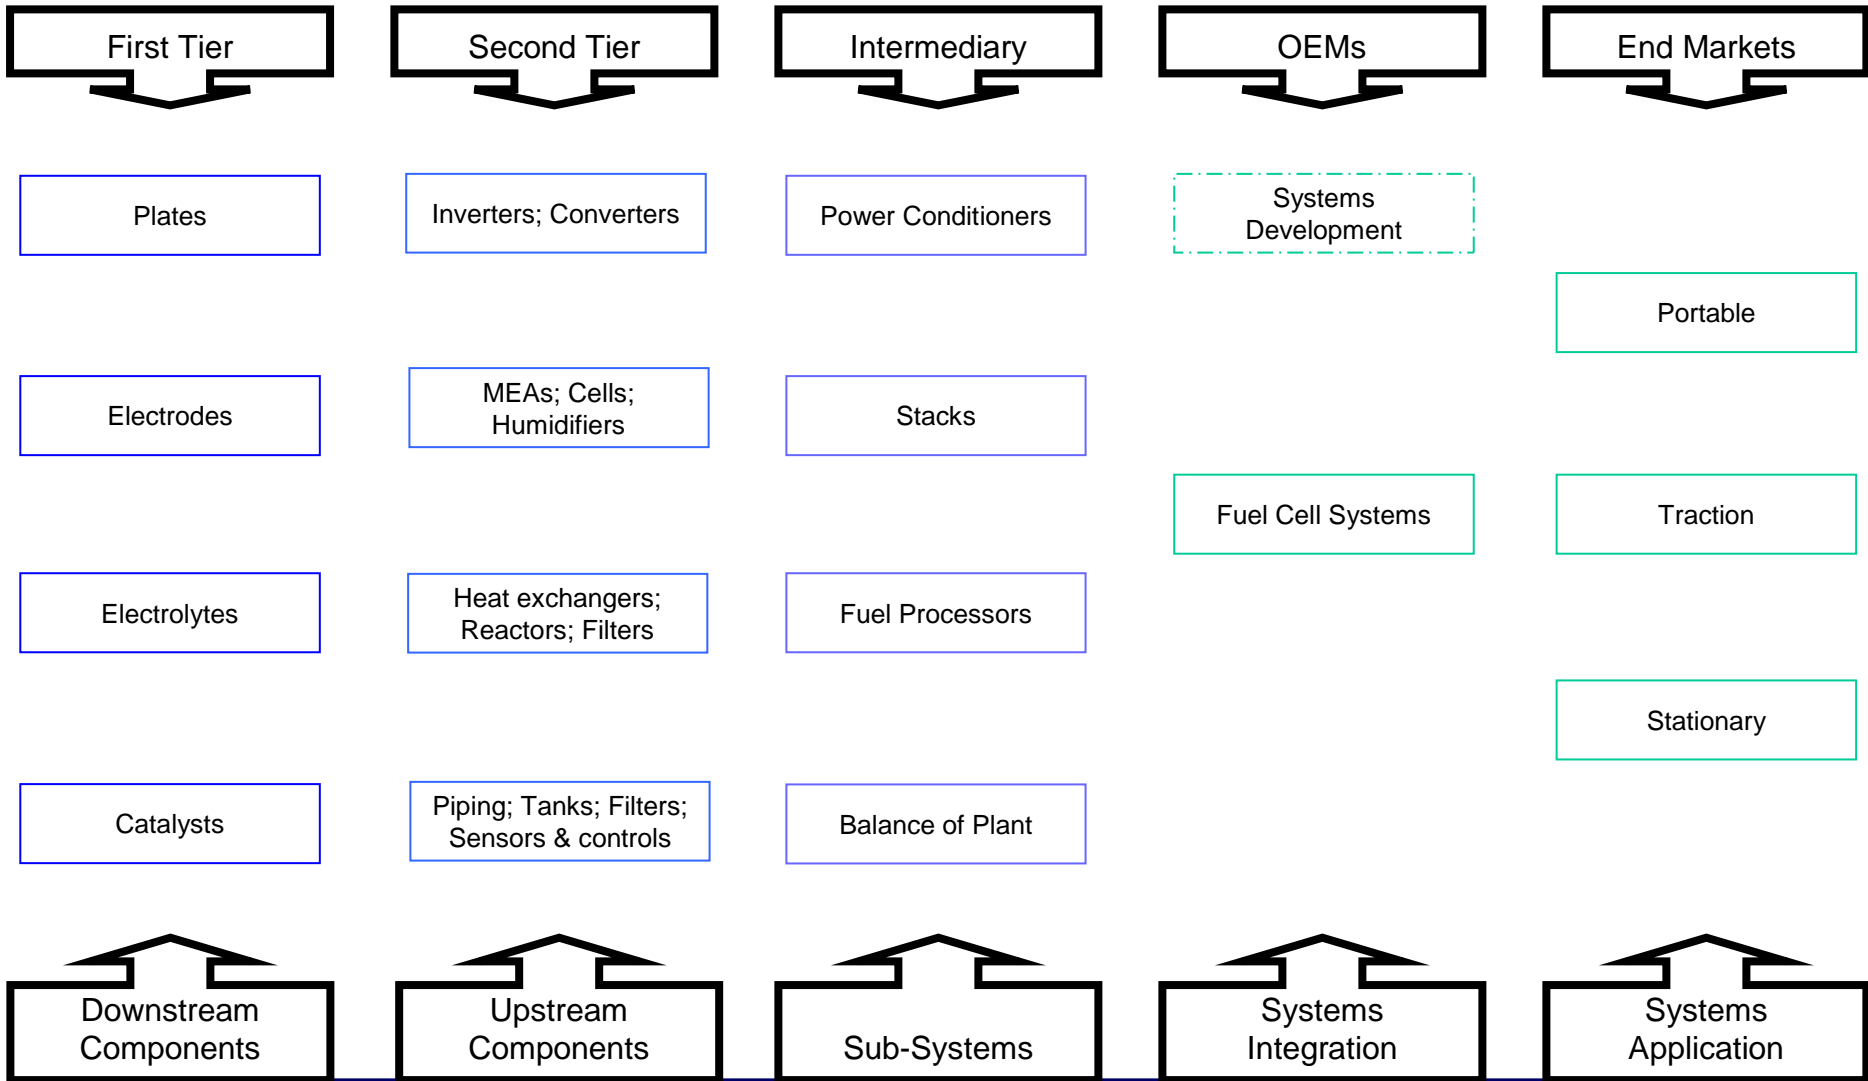 First Tier
Second Tier
Intermediary
OEMs
End Markets
Plates
Inverters; Converters
Power Conditioners
Systems
Development
Portable
Electrodes
MEAs; Cells;
Humidifiers
Stacks
Fuel Cell Systems
Traction
Electrolytes
Heat exchangers;
Reactors; Filters
Fuel Processors
Stationary
Catalysts
Piping; Tanks; Filters;
Sensors & controls
Balance of Plant
Downstream
Components
Upstream
Components
Sub-Systems
Systems
Integration
Systems
Application